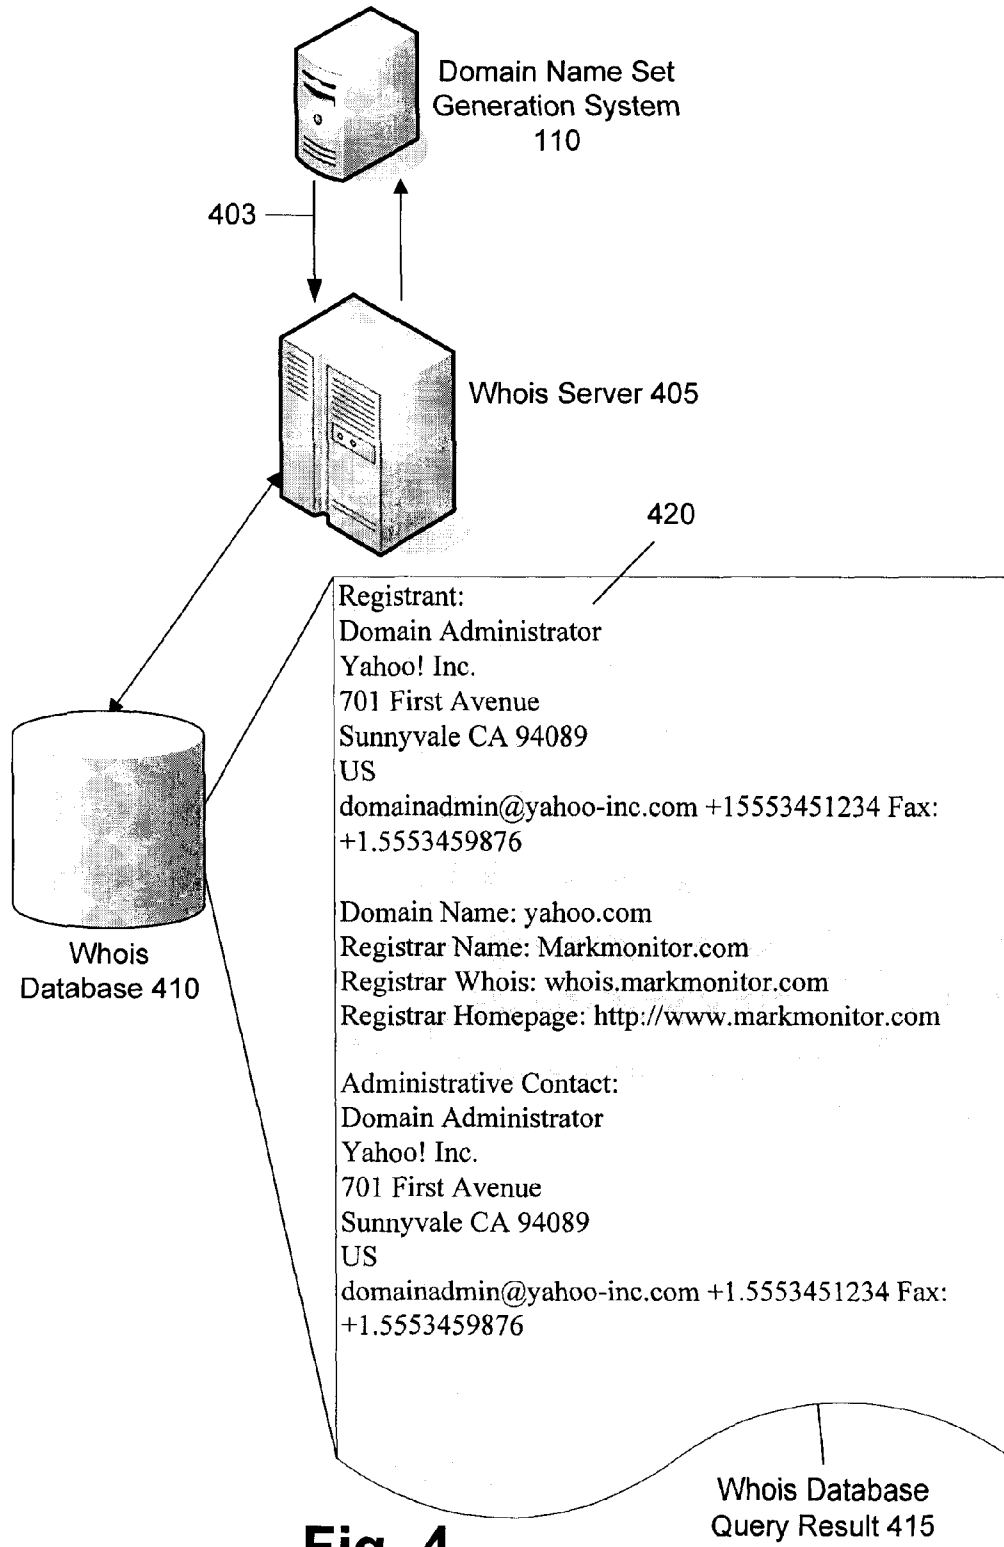 Domain Name Set
Generation System
110
403
Whois Server 405
420
Registrant:
Domain Administrator
Yahoo! Inc.
701 First Avenue
Sunnyvale CA 94089
US
domainadmin@yahoo-inc.com +15553451234 Fax:
+1.5553459876
Domain Name: yahoo.com
Registrar Name: Markmonitor.com
Registrar Whois: whois.markmonitor.com
Registrar Homepage: http://www.markmonitor.com
Whois
Database 410
Administrative Contact:
Domain Administrator
Yahoo! Inc.
701 First Avenue
Sunnyvale CA 94089
US
domainadmin@yahoo-inc.com +1.5553451234 Fax:
+1.5553459876
Whois Database
Query Result 415
Fig. 4